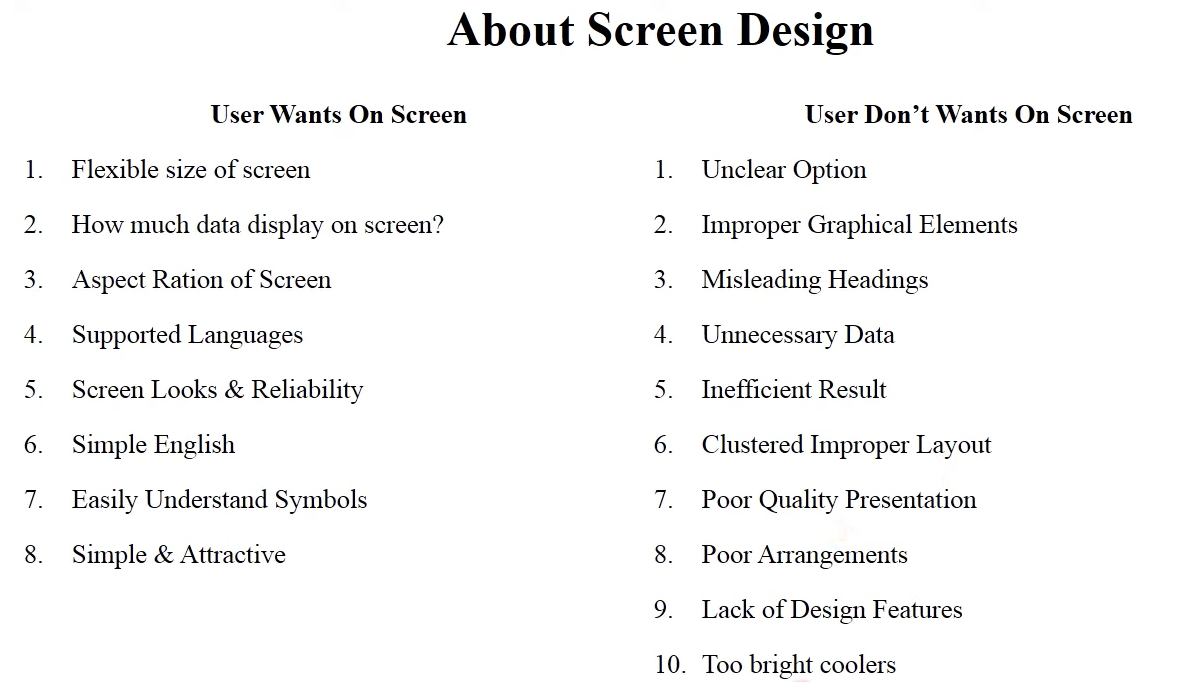 About Screen Design
User Wants On Screen
1. Flexible size of screen
2. How much data display on screen?
3. Aspect Ration of Screen
4. Supported Languages
5. Screen Looks & Reliability
6. Simple English
7. Easily Understand Symbols
8. Simple & Attractive
User Don’t Wants On Screen
1. Unclear Option
2. Improper Graphical Elements
3. Misleading Headings
4. Unnecessary Data
5. Inefficient Result
6. Clustered Improper Layout
7. Poor Quality Presentation
8. Poor Arrangements
9. Lack of Design Features
10. Too bright coolers